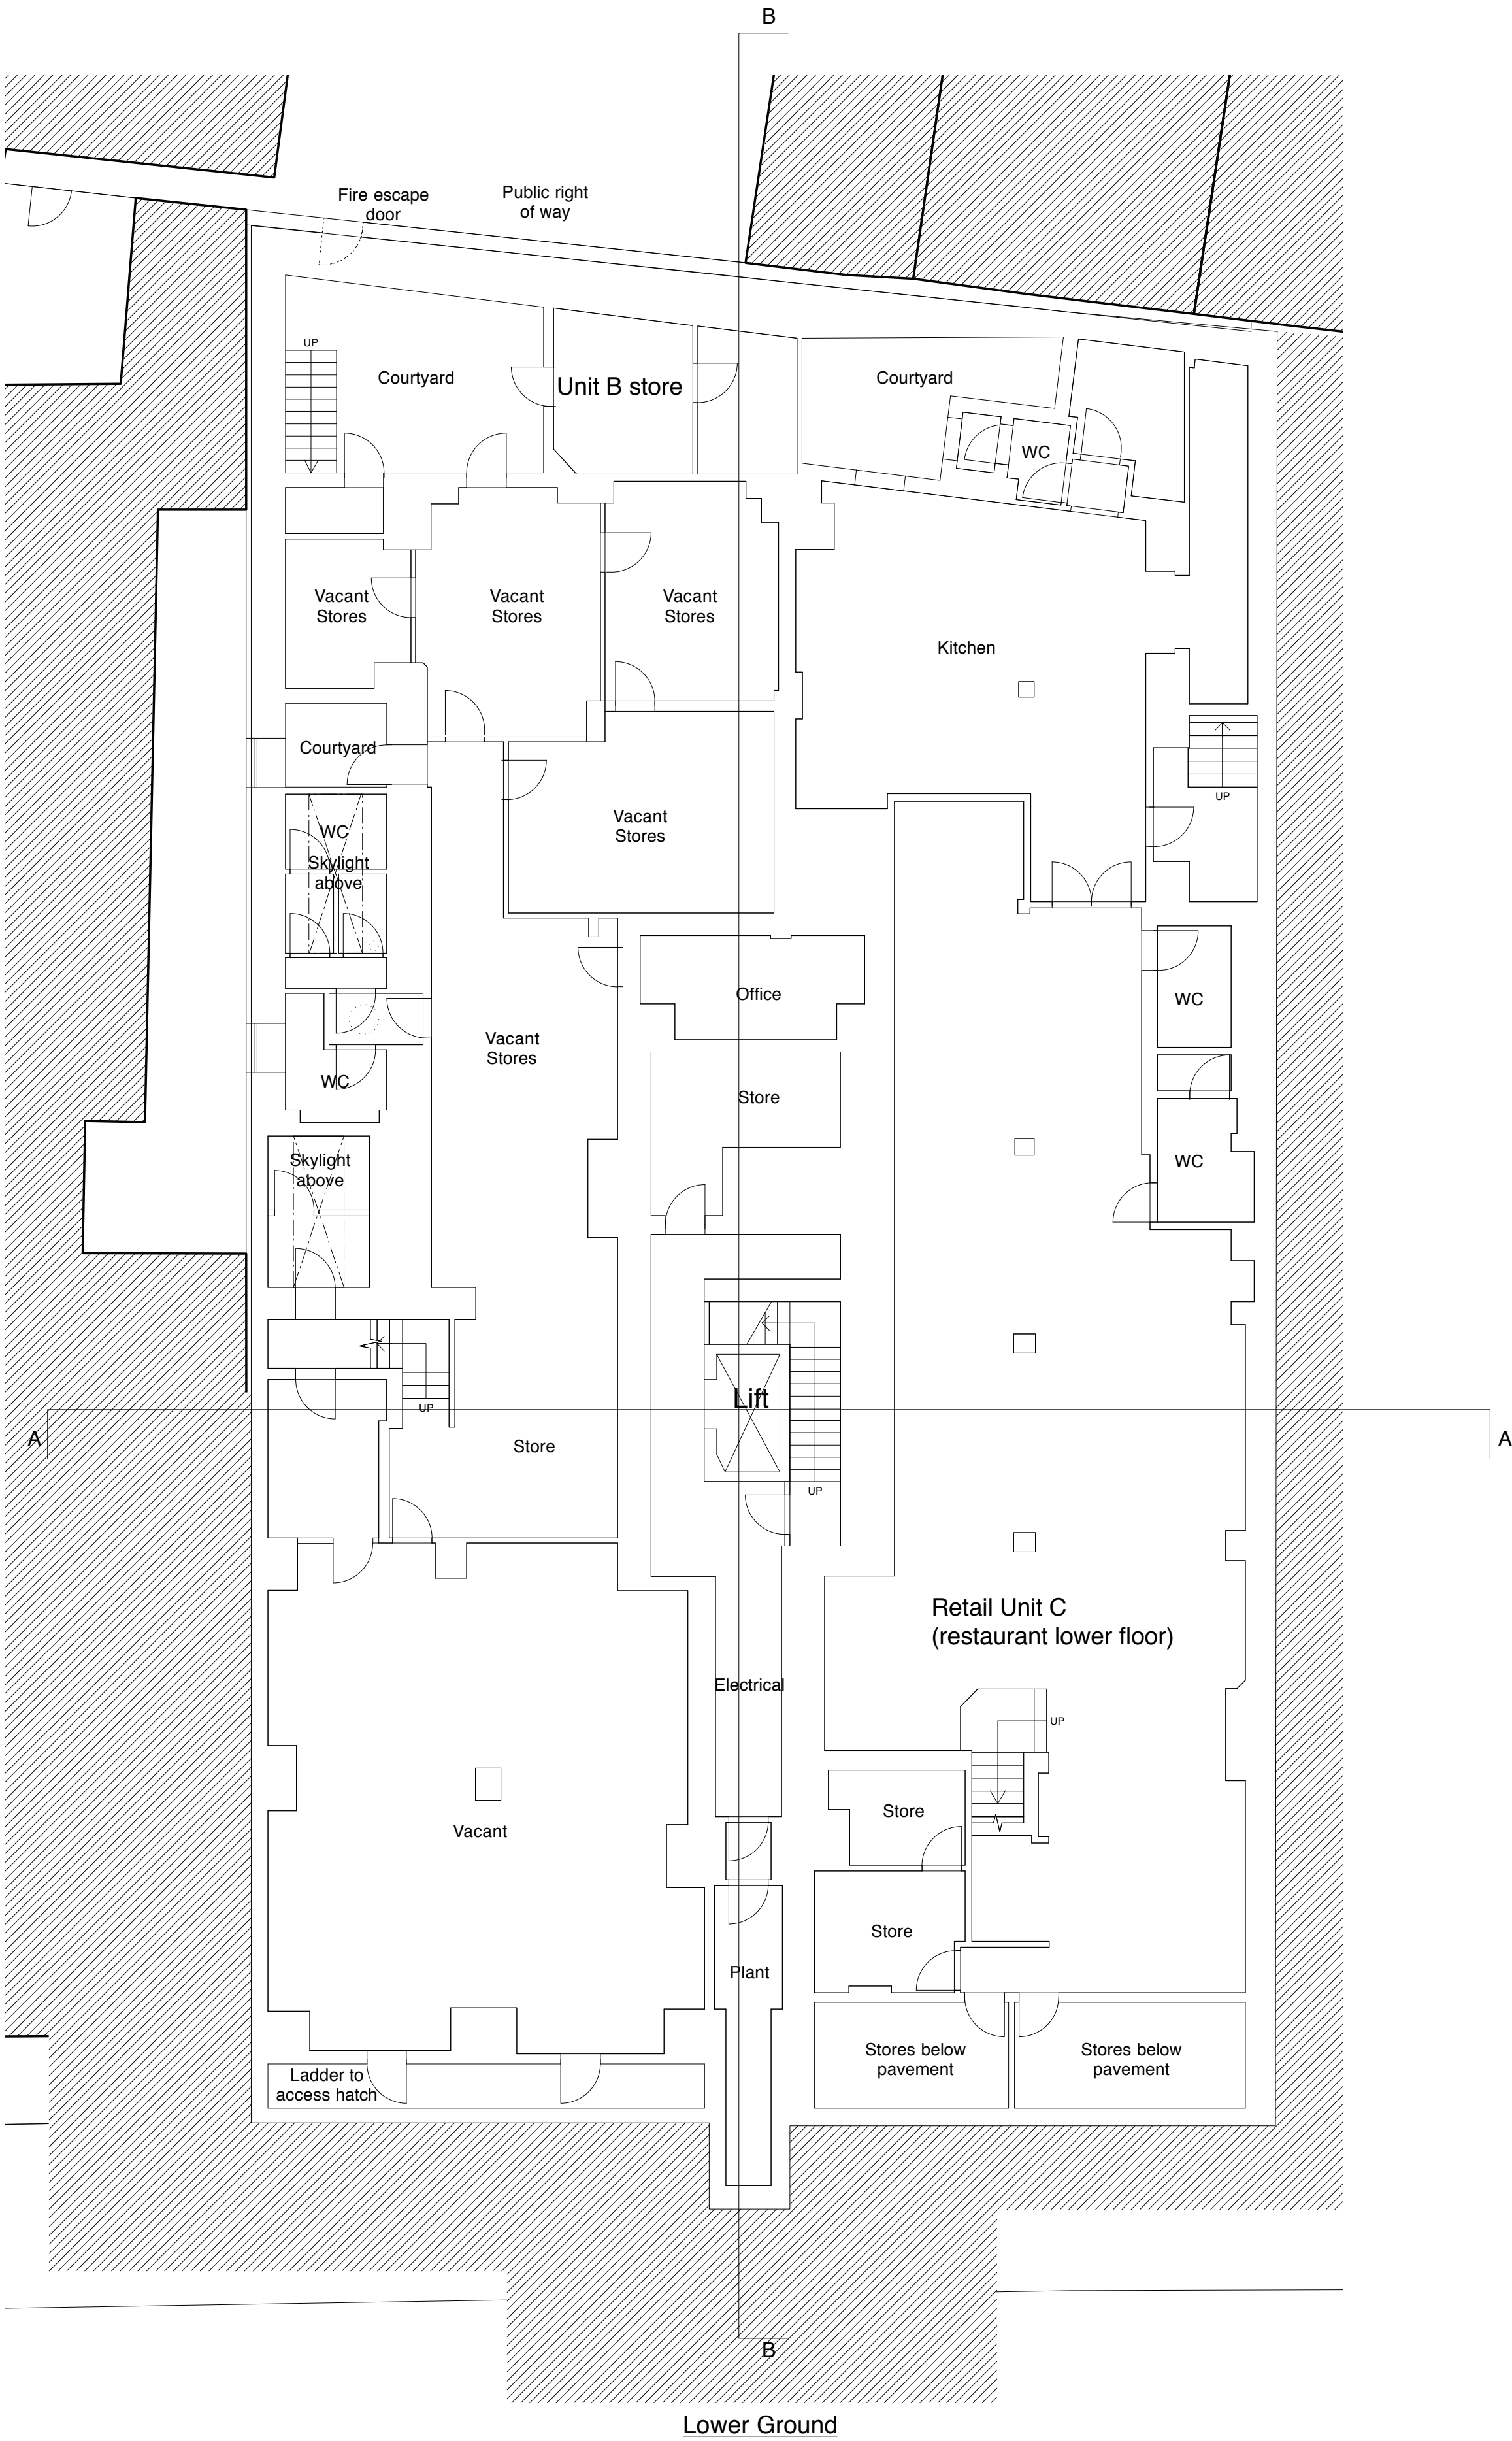 B
Fire escape
door
Public right
of way
UP
Courtyard
Unit B store
Courtyard
WC
Vacant
Stores
Vacant
Stores
Vacant
Stores
Kitchen
Courtyard
UP
Vacant
Stores
WC
Skylight
above
Office
WC
Vacant
Stores
WC
Store
Skylight
above
WC
Lift
UP
A
Store
A
UP
Retail Unit C
(restaurant lower floor)
Electrical
UP
Store
Vacant
Store
Plant
Stores below
pavement
Stores below
pavement
Ladder to
access hatch
B
Lower Ground